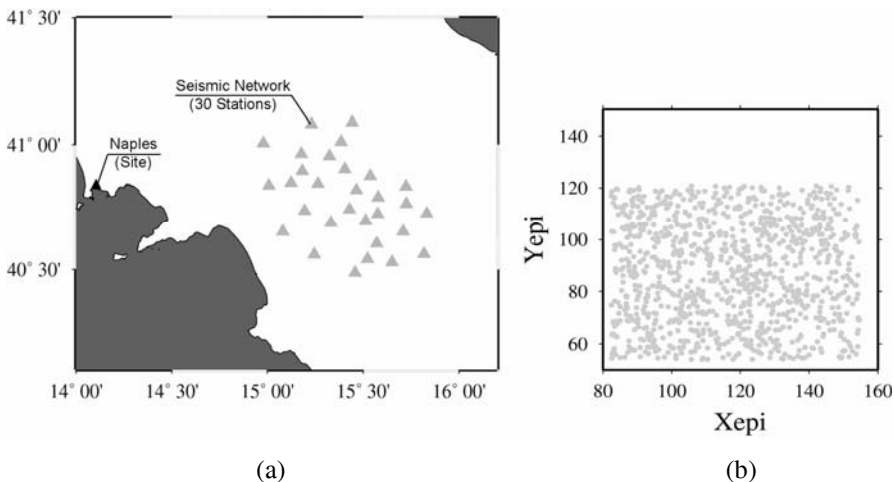 41° 30'
Seismic Network
(30 Stations)
Naples
(Site)
41° 00'
40° 30'
14° 00'
14° 30'
15° 00'
15° 30'
16° 00'
(a)
140
120
100
80
60
Yepi
80
100
120
140
160
Xepi
(b)